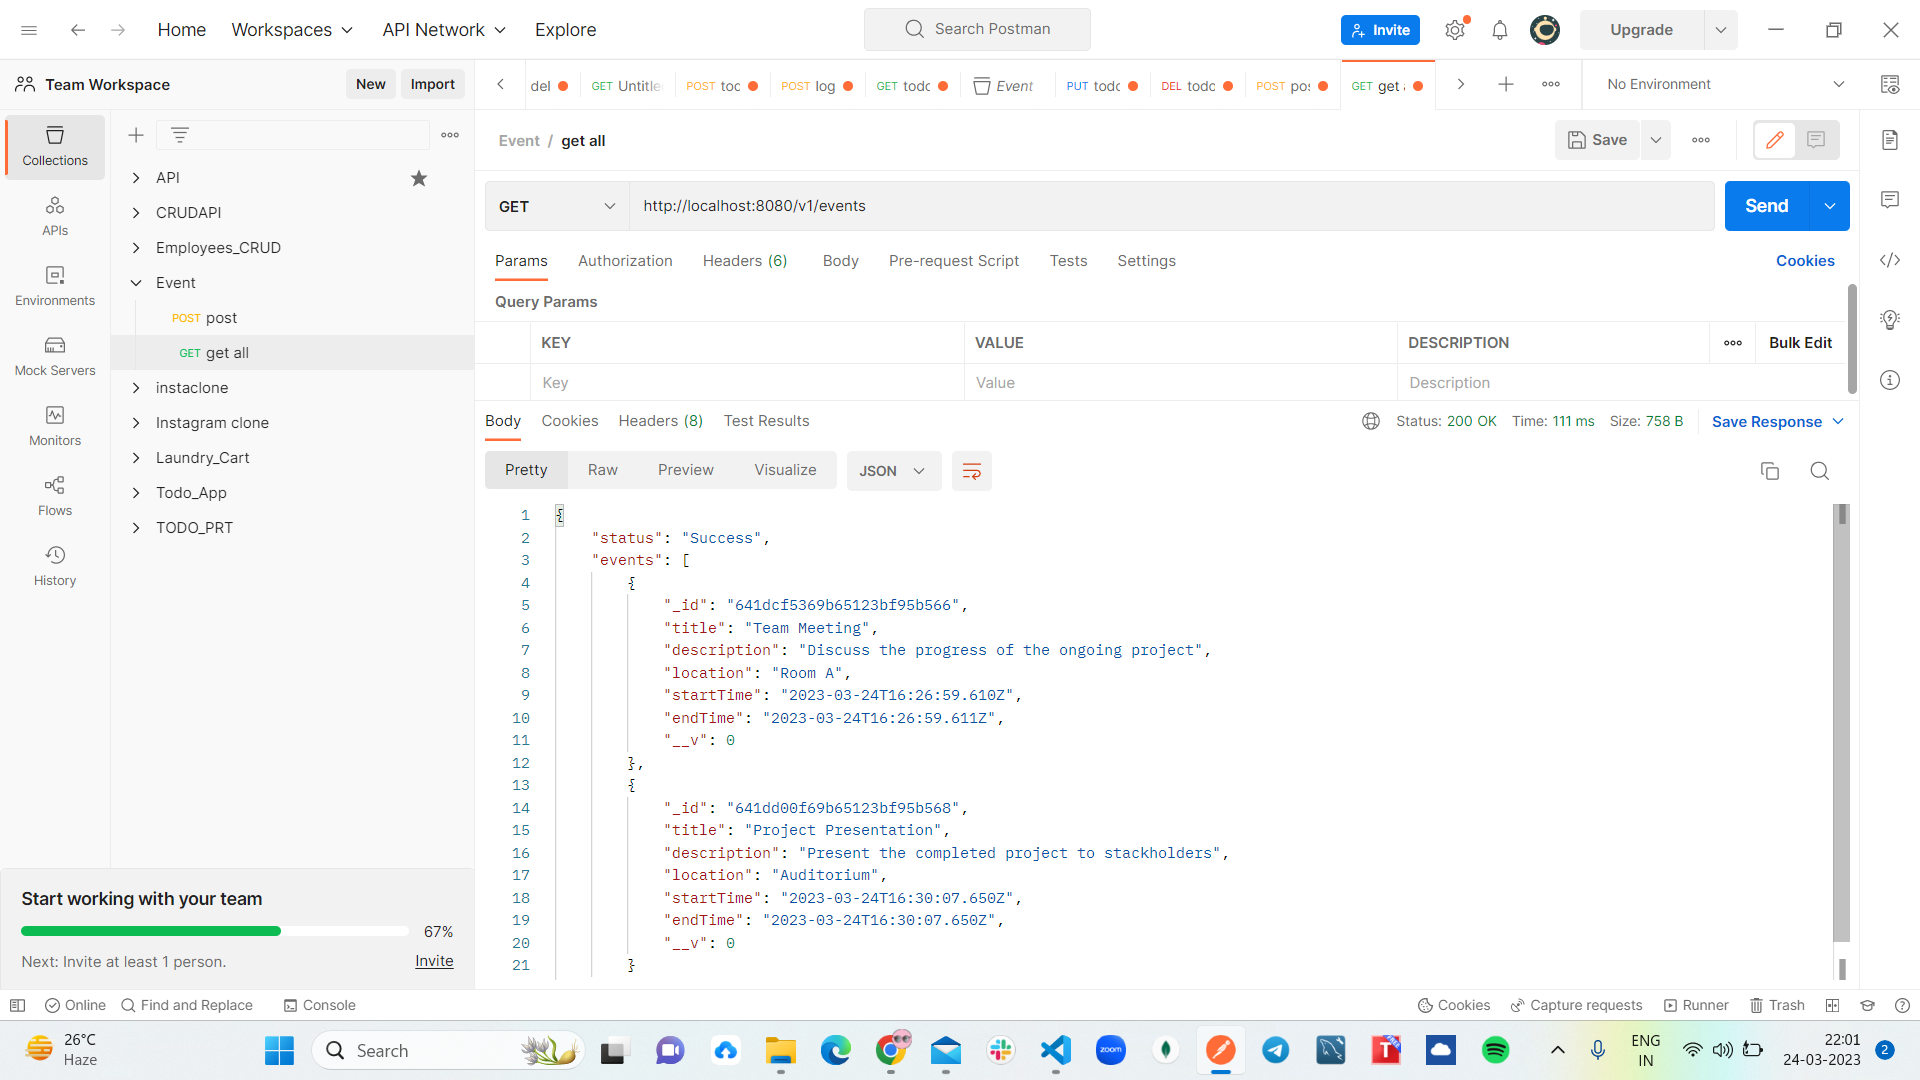 Home Workspaces API Network Explore Search Postman Invite Upgrade
Team Workspace New Import
del GET Untitle POST toc POST log GET todc Event PUT todc DEL todc POST pos GET get a No Environment
Collections
APIs
Environments
Mock Servers
Monitors
Flows
History
API
CRUDAPI
Employees_CRUD
Event
POST post
GET get all
instaclone
Instagram clone
Laundry_Cart
Todo_App
TODO_PRT
Start working with your team
67%
Next: Invite at least 1 person. Invite
Event / get all Save
GET http://localhost:8080/v1/events Send
Params Authorization Headers (6) Body Pre-request Script Tests Settings Cookies
Query Params
KEY VALUE DESCRIPTION Bulk Edit
Key Value Description
Body Cookies Headers (8) Test Results Status: 200 OK Time: 111 ms Size: 758 B Save Response
Pretty Raw Preview Visualize JSON
1 {
2 "status": "Success",
3 "events": [
4 {
5 "_id": "641dcf5369b65123bf95b566",
6 "title": "Team Meeting",
7 "description": "Discuss the progress of the ongoing project",
8 "location": "Room A",
9 "startTime": "2023-03-24T16:26:59.610Z",
10 "endTime": "2023-03-24T16:26:59.611Z",
11 "__v": 0
12 },
13 {
14 "_id": "641dd00f69b65123bf95b568",
15 "title": "Project Presentation",
16 "description": "Present the completed project to stackholders",
17 "location": "Auditorium",
18 "startTime": "2023-03-24T16:30:07.650Z",
19 "endTime": "2023-03-24T16:30:07.650Z",
20 "__v": 0
21 }
Online Find and Replace Console Cookies Capture requests Runner Trash
26°C
Haze
Search
zoom
T FREE
ENG
IN
22:01
24-03-2023
2